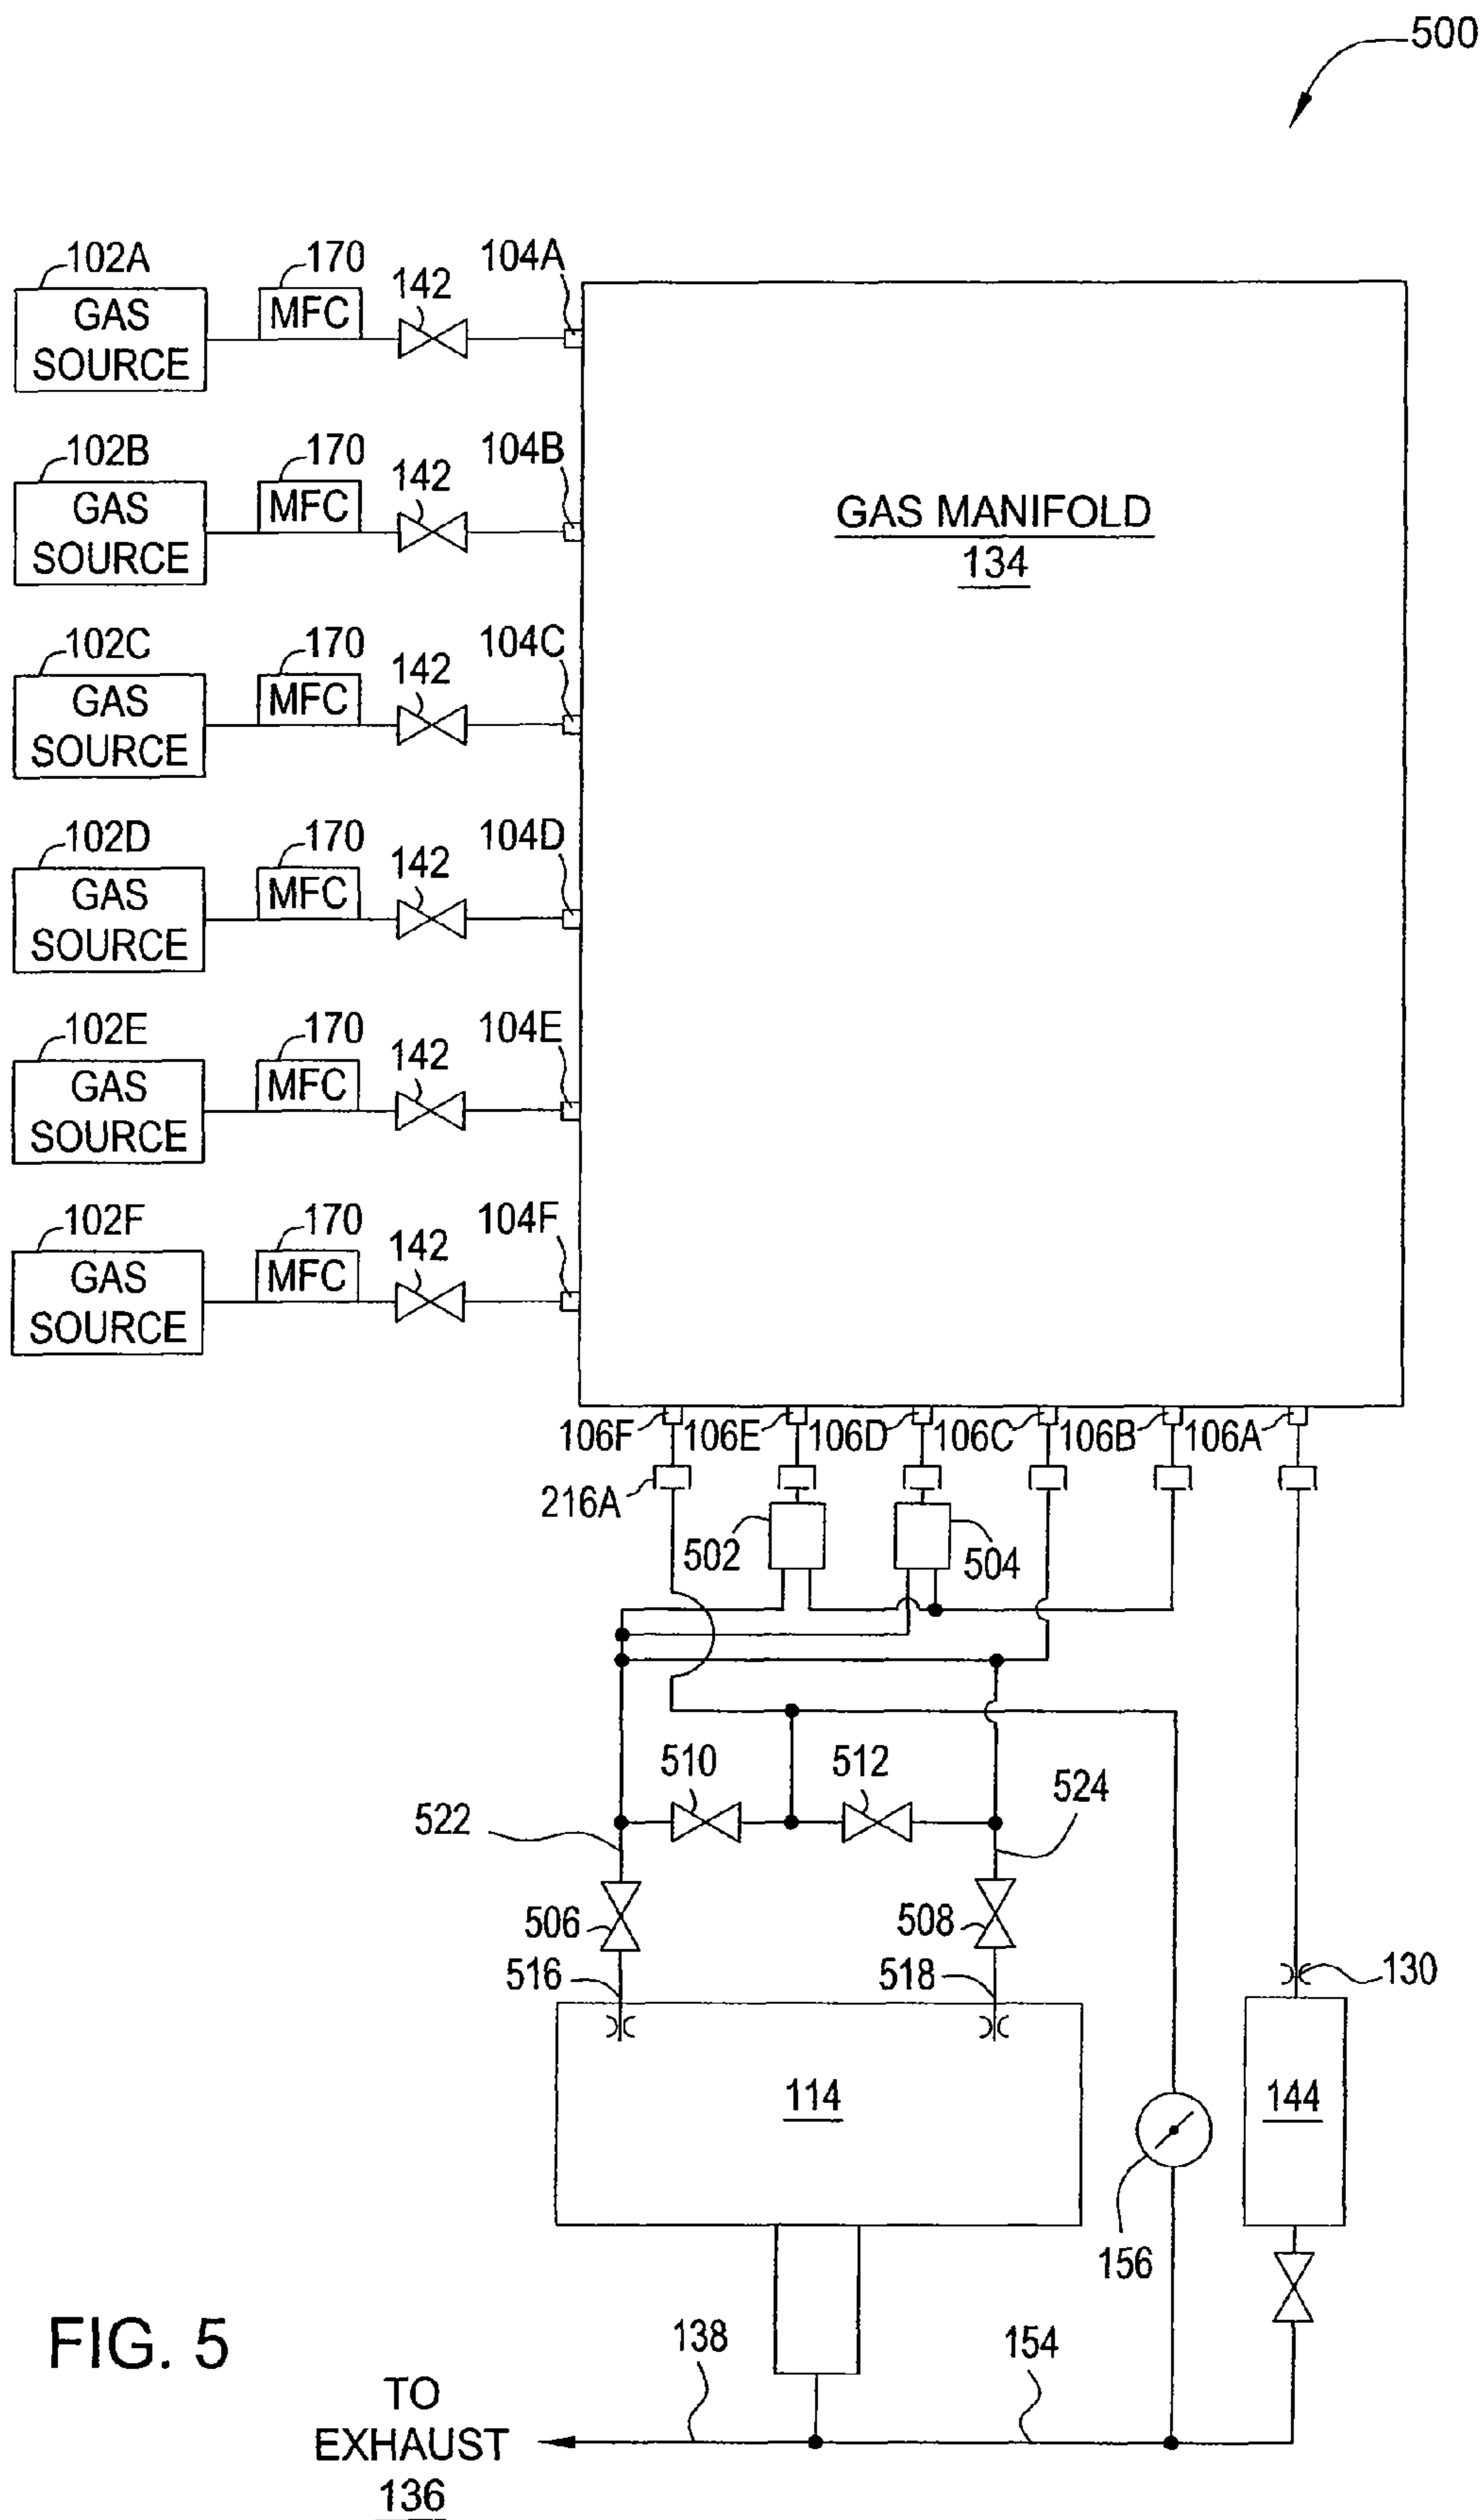 500
102A 170 142 104A
GAS SOURCE MFC
102B 170 142 104B
GAS SOURCE MFC
GAS MANIFOLD
134
102C 170 142 104C
GAS SOURCE MFC
102D 170 142 104D
GAS SOURCE MFC
102E 170 142 104E
GAS SOURCE MFC
102F 170 142 104F
GAS SOURCE MFC
106F 106E 106D 106C 106B 106A
216A
502 504
510 512
522 524
506 508
516 518 130
114 144
156
FIG. 5
138 154
TO
EXHAUST
136